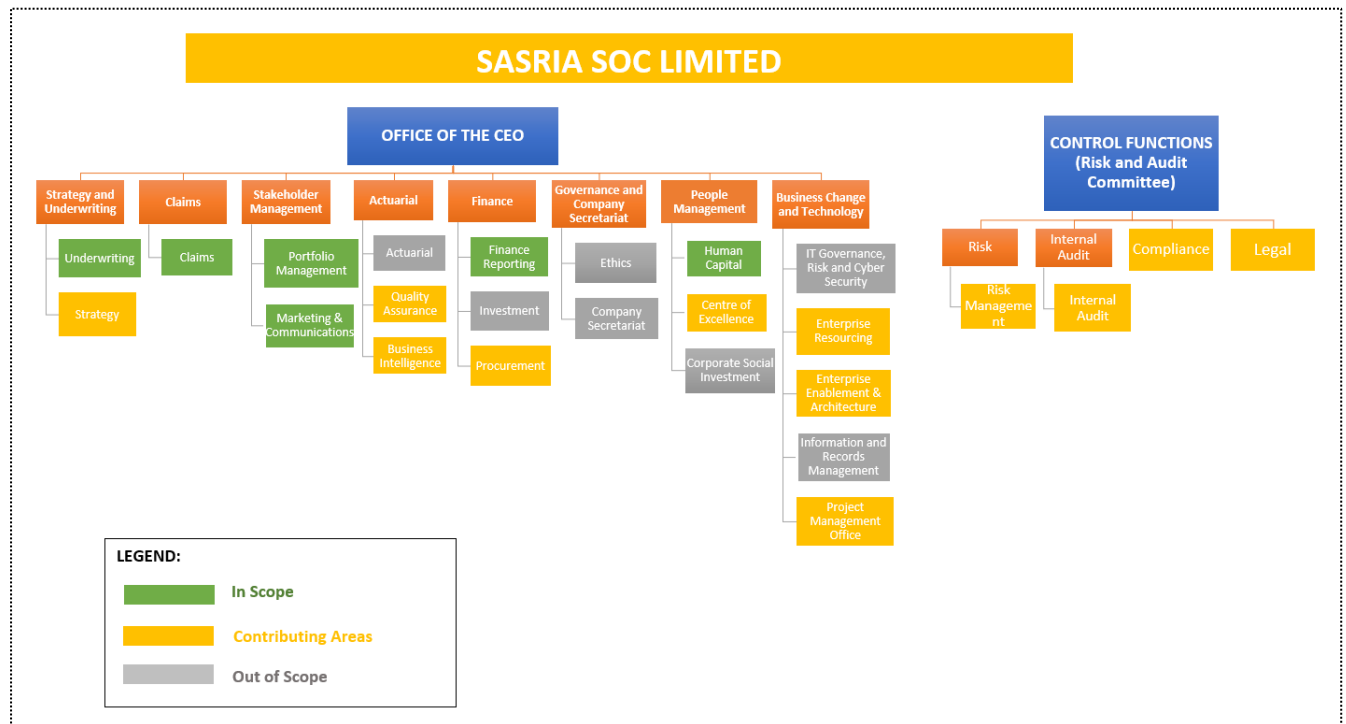 SASRIA SOC LIMITED
OFFICE OF THE CEO
CONTROL FUNCTIONS
(Risk and Audit
Committee)
Strategy and
Underwriting
Claims
Stakeholder
Management
Actuarial
Finance
Governance and
Company
Secretariat
People
Management
Business Change
and Technology
Risk
Internal
Audit
Compliance
Legal
Underwriting
Strategy
Claims
Portfolio
Management
Marketing &
Communications
Actuarial
Quality
Assurance
Business
Intelligence
Finance
Reporting
Investment
Procurement
Ethics
Company
Secretariat
Human
Capital
Centre of
Excellence
Corporate Social
Investment
IT Governance,
Risk and Cyber
Security
Enterprise
Resourcing
Enterprise
Enablement &
Architecture
Information and
Records
Management
Project
Management
Office
Risk
Manageme
nt
Internal
Audit
LEGEND:
In Scope
Contributing Areas
Out of Scope